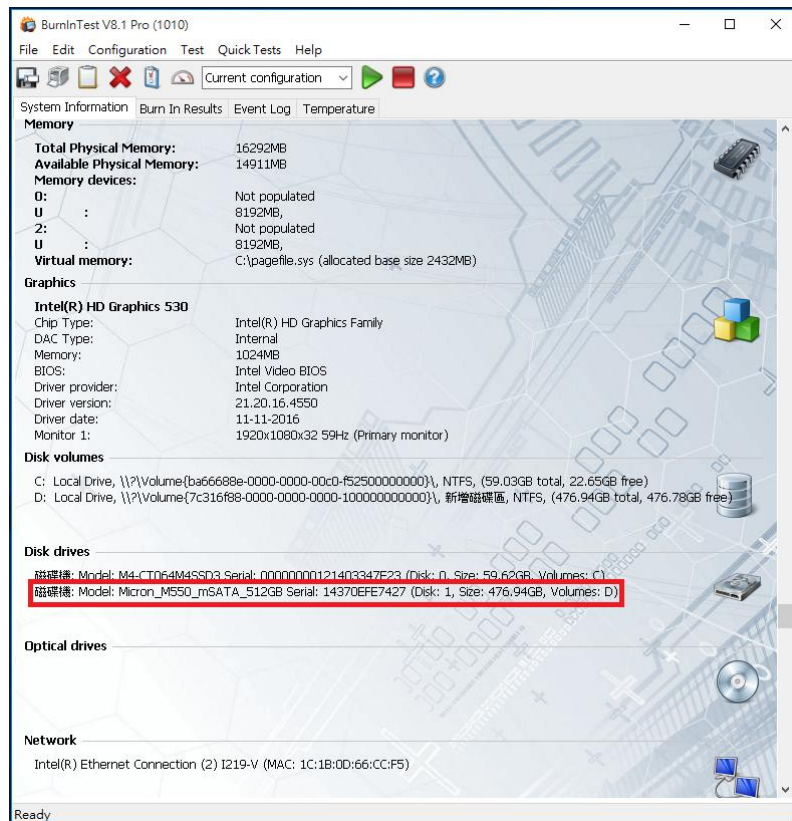 BurnInTest V8.1 Pro (1010)
File Edit Configuration Test Quick Tests Help
Current configuration
System Information Burn In Results Event Log Temperature
Memory
Total Physical Memory: 16292MB
Available Physical Memory: 14911MB
Memory devices:
0: Not populated
U : 8192MB,
2: Not populated
U : 8192MB,
Virtual memory: C:\pagefile.sys (allocated base size 2432MB)
Graphics
Intel(R) HD Graphics 530
Chip Type: Intel(R) HD Graphics Family
DAC Type: Internal
Memory: 1024MB
BIOS: Intel Video BIOS
Driver provider: Intel Corporation
Driver version: 21.20.16.4550
Driver date: 11-11-2016
Monitor 1: 1920x1080x32 59Hz (Primary monitor)
Disk volumes
C: Local Drive, \\?\Volume{ba66688e-0000-0000-00c0-f52500000000}\, NTFS, (59.03GB total, 22.65GB free)
D: Local Drive, \\?\Volume{7c316f88-0000-0000-0000-100000000000}\, 新增磁碟區, NTFS, (476.94GB total, 476.78GB free)
Disk drives
磁碟機: Model: M4-CT064M4SSD3 Serial: 00000000121403347E23 (Disk: 0, Size: 59.62GB, Volumes: C)
磁碟機: Model: Micron_M550_mSATA_512GB Serial: 14370EFE7427 (Disk: 1, Size: 476.94GB, Volumes: D)
Optical drives
Network
Intel(R) Ethernet Connection (2) I219-V (MAC: 1C:1B:0D:66:CC:F5)
Ready